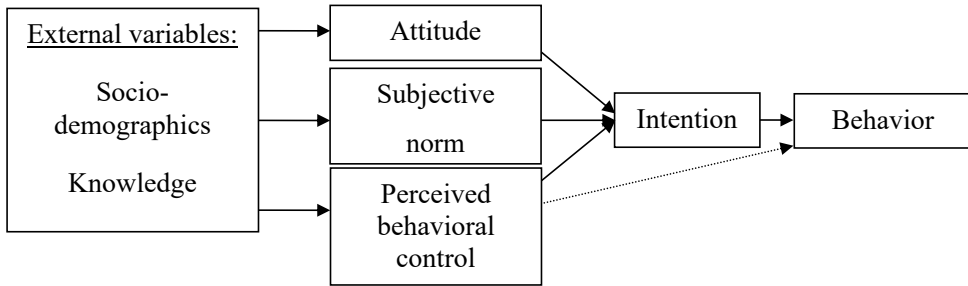 External variables:
Socio-
demographics
Knowledge
Attitude
Subjective
norm
Perceived
behavioral
control
Intention
Behavior